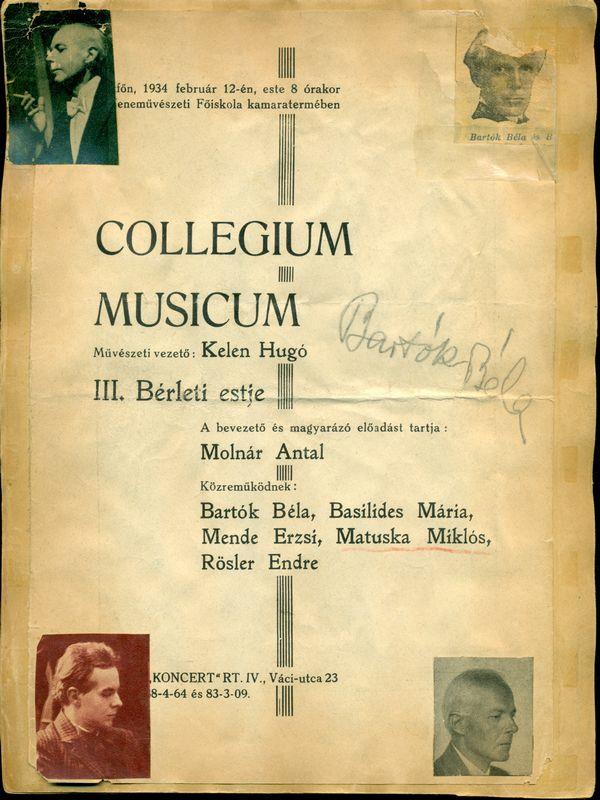 főn, 1934 február 12-én, este 8 órakor
eneművészeti Főiskola kamaratermében
Bartók Béla és B
COLLEGIUM
MUSICUM
Művészeti vezető: Kelen Hugó
Bartók Béla
III. Bérleti estje
A bevezető és magyarázó előadást tartja:
Molnár Antal
Közreműködnek:
Bartók Béla, Basilides Mária,
Mende Erzsi, Matuska Miklós,
Rösler Endre
„KONCERT" RT. IV., Váci-utca 23
8-4-64 és 83-3-09.